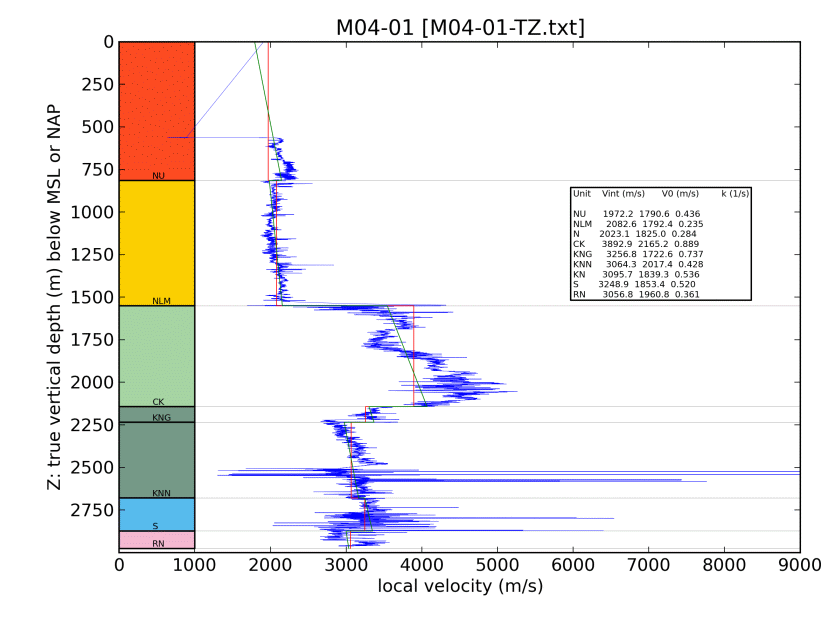 M04-01 [M04-01-TZ.txt]
Z: true vertical depth (m) below MSL or NAP
0
250
500
750
1000
1250
1500
1750
2000
2250
2500
2750
NU
NLM
CK
KNG
KNN
S
RN
Unit Vint (m/s) V0 (m/s) k (1/s)
NU 1972.2 1790.6 0.436
NLM 2082.6 1792.4 0.235
N 2023.1 1825.0 0.284
CK 3892.9 2165.2 0.889
KNG 3256.8 1722.6 0.737
KNN 3064.3 2017.4 0.428
KN 3095.7 1839.3 0.536
S 3248.9 1853.4 0.520
RN 3056.8 1960.8 0.361
0 1000 2000 3000 4000 5000 6000 7000 8000 9000
local velocity (m/s)